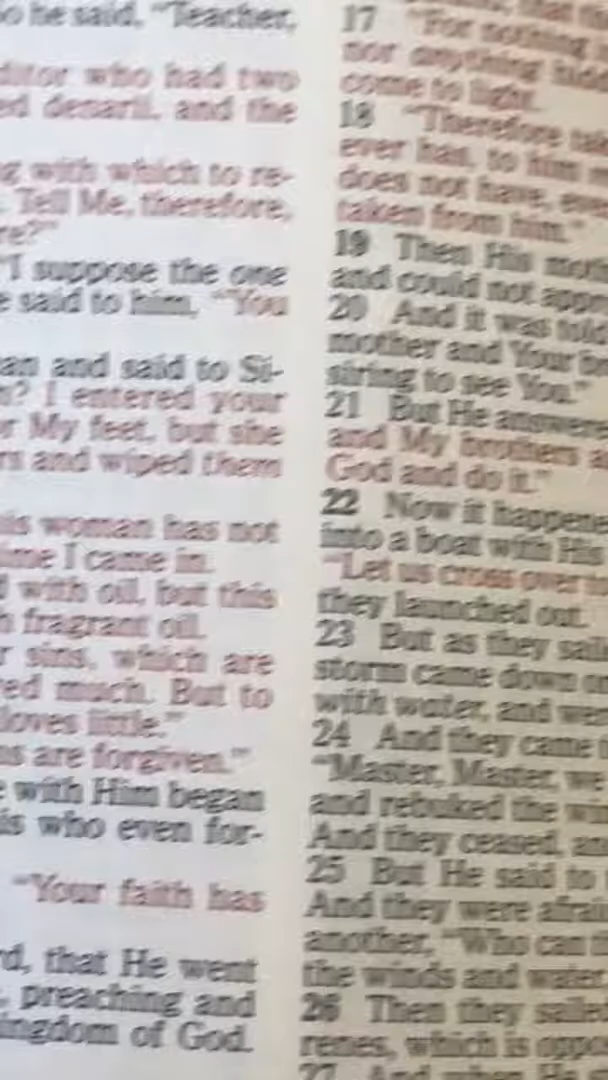 o he said, "Teacher,
ditor who had two
ed denarii, and the
g with which to re-
. Tell Me, therefore,
re?"
"I suppose the one
e said to him, "You
an and said to Si-
n? I entered your
r My feet, but she
rs and wiped them
is woman has not
ime I came in.
l with oil, but this
h fragrant oil.
r sins, which are
ed much. But to
loves little."
ns are forgiven."
e with Him began
is who even for-
"Your faith has
rd, that He went
, preaching and
ingdom of God.
17 "For nothing
nor anything hidd
come to light.
18 "Therefore tak
ever has, to him
does not have, eve
taken from him."
19 Then His moth
and could not appr
20 And it was told
mother and Your br
siring to see You."
21 But He answere
and My brothers a
God and do it."
22 Now it happene
into a boat with His
"Let us cross over t
they launched out.
23 But as they saile
storm came down o
with water, and wer
24 And they came t
"Master, Master, we
and rebuked the win
And they ceased, an
25 But He said to
And they were afrai
another, "Who can t
the winds and water,
26 Then they sailed
renes, which is oppo
27 And when He s